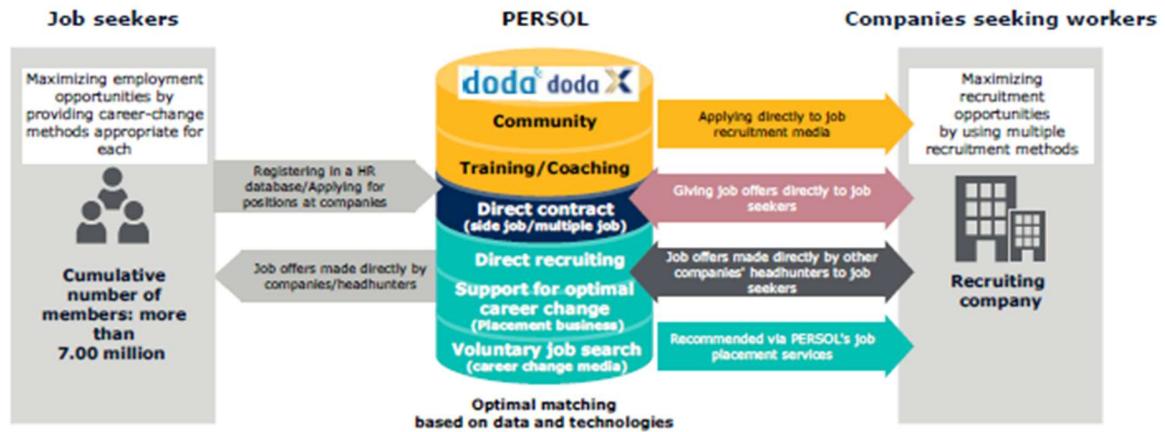 Job seekers
Maximizing employment
opportunities by
providing career-change
methods appropriate for
each
Cumulative
number of
members: more
than
7.00 million
Registering in a HR
database/Applying for
positions at companies
Job offers made directly by
companies/headhunters
PERSOL
doda doda X
Community
Training/Coaching
Direct contract
(side job/multiple job)
Direct recruiting
Support for optimal
career change
(Placement business)
Voluntary job search
(career change media)
Optimal matching
based on data and technologies
Applying directly to job
recruitment media
Giving job offers directly to job
seekers
Job offers made directly by other
companies' headhunters to job
seekers
Recommended via PERSOL's job
placement services
Companies seeking workers
Maximizing
recruitment
opportunities
by using multiple
recruitment methods
Recruiting
company